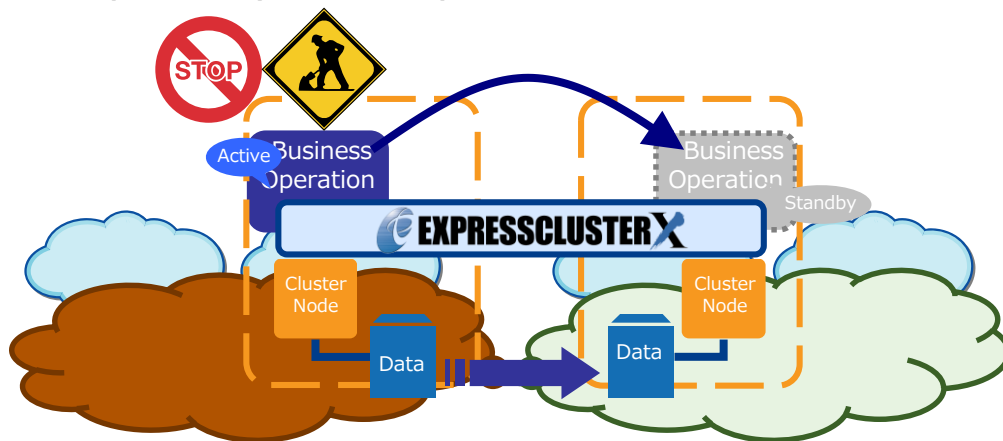 STOP
Active
Business
Operation
Business
Operation
Standby
EXPRESSCLUSTER X
Cluster
Node
Cluster
Node
Data
Data